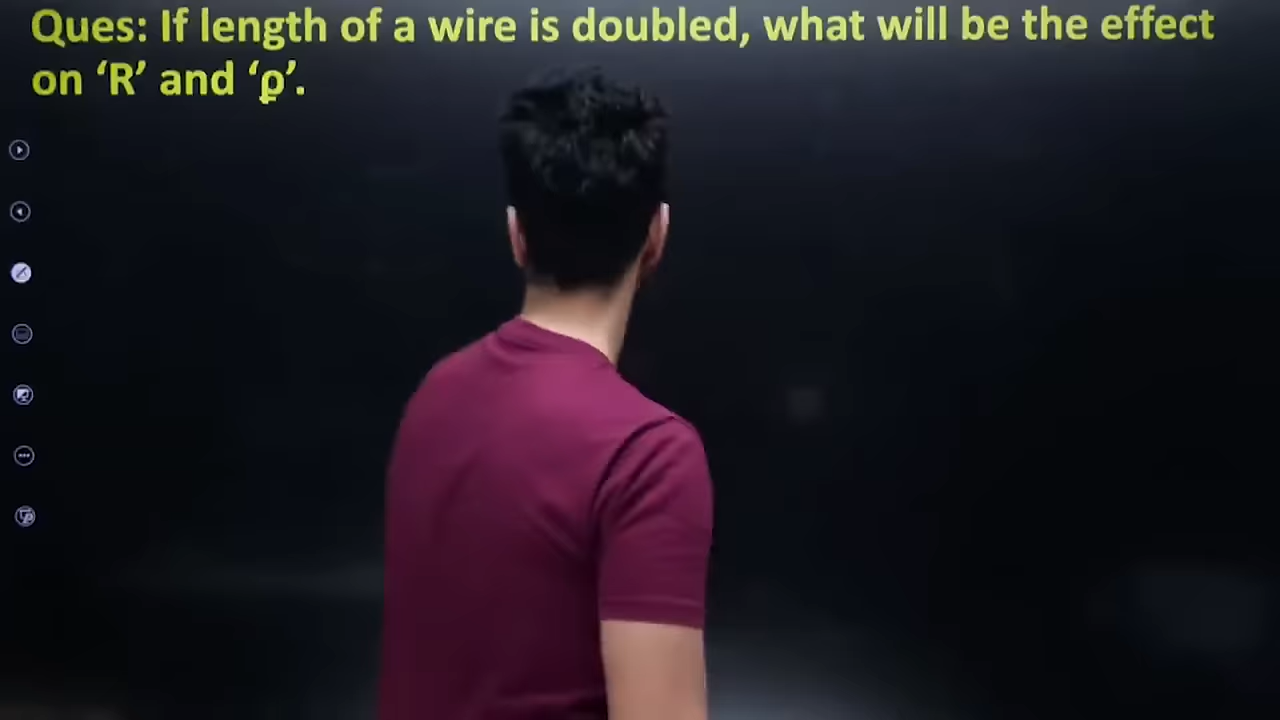 Ques: If length of a wire is doubled, what will be the effect
on ‘R’ and ‘ρ’.